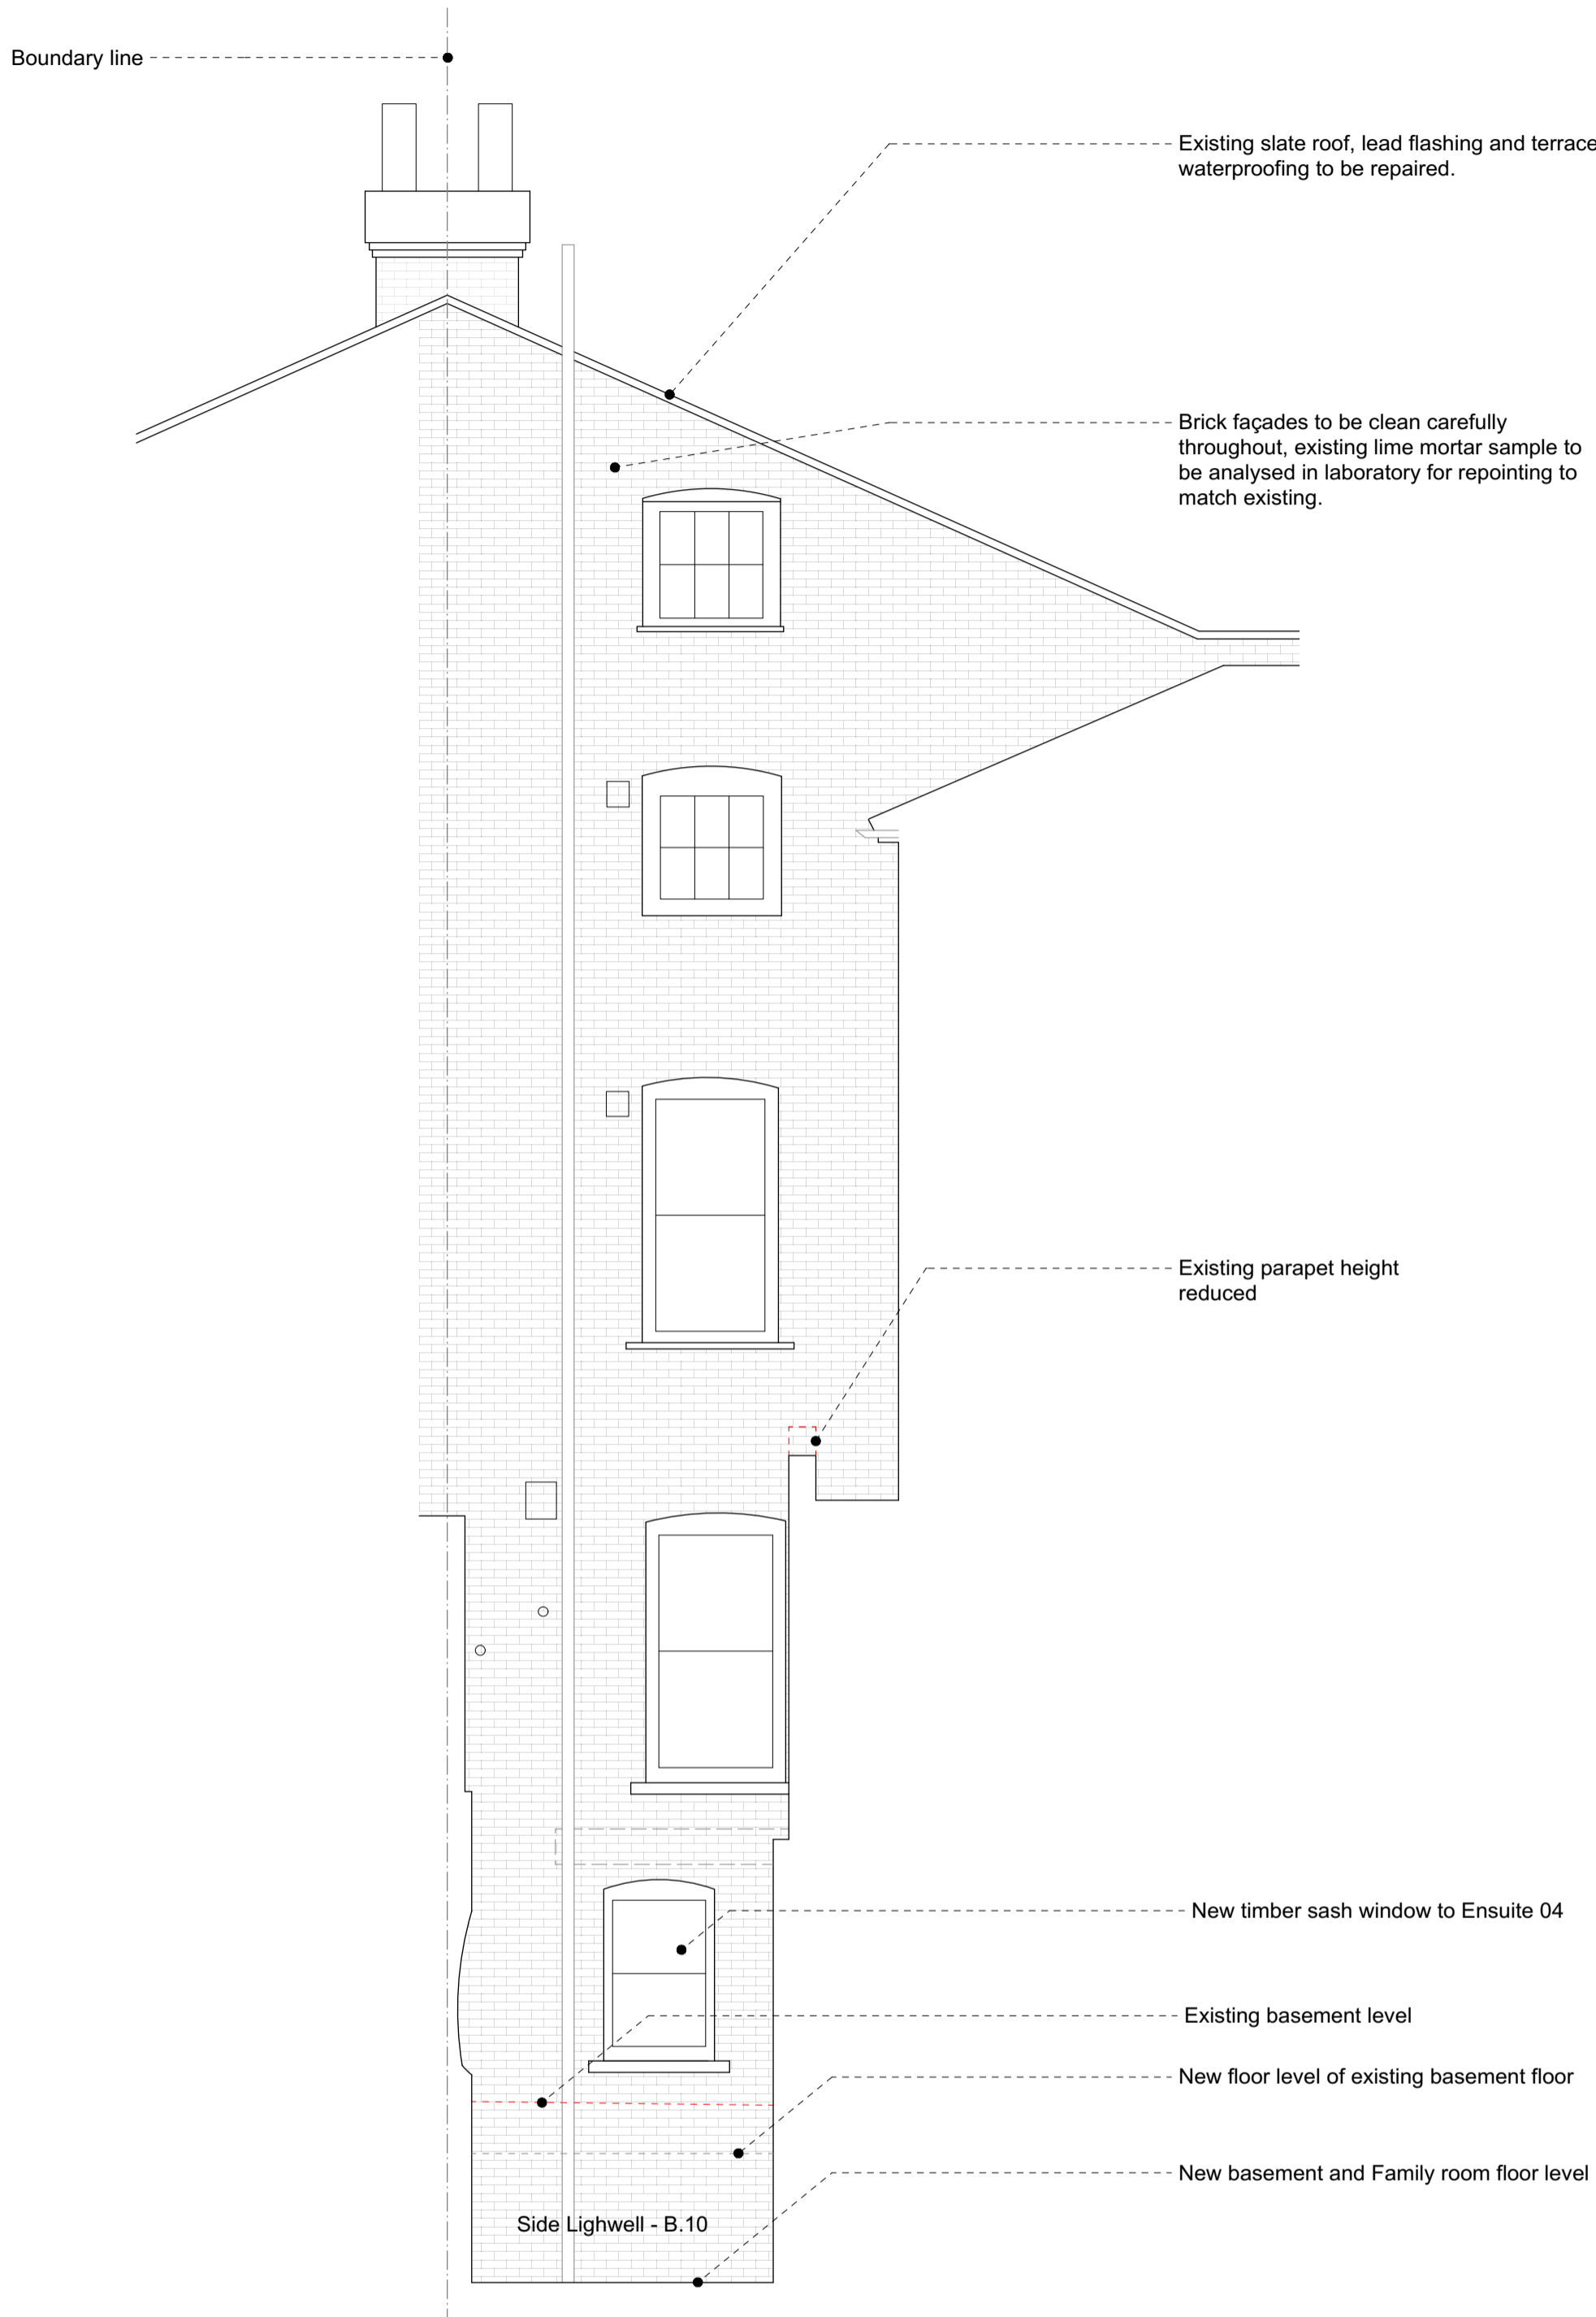 Boundary line
Existing slate roof, lead flashing and terrace
waterproofing to be repaired.
Brick façades to be clean carefully
throughout, existing lime mortar sample to
be analysed in laboratory for repointing to
match existing.
Existing parapet height
reduced
New timber sash window to Ensuite 04
Existing basement level
New floor level of existing basement floor
New basement and Family room floor level
Side Lighwell - B.10